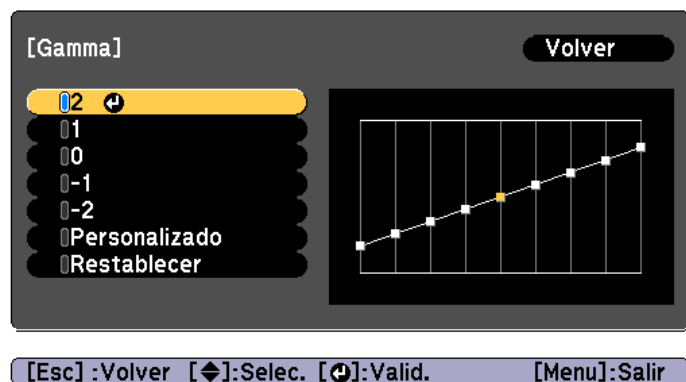 [Gamma]
Volver
2
1
0
-1
-2
Personalizado
Restablecer
[Esc] :Volver [◆]:Selec. [↵]:Valid. [Menu]:Salir